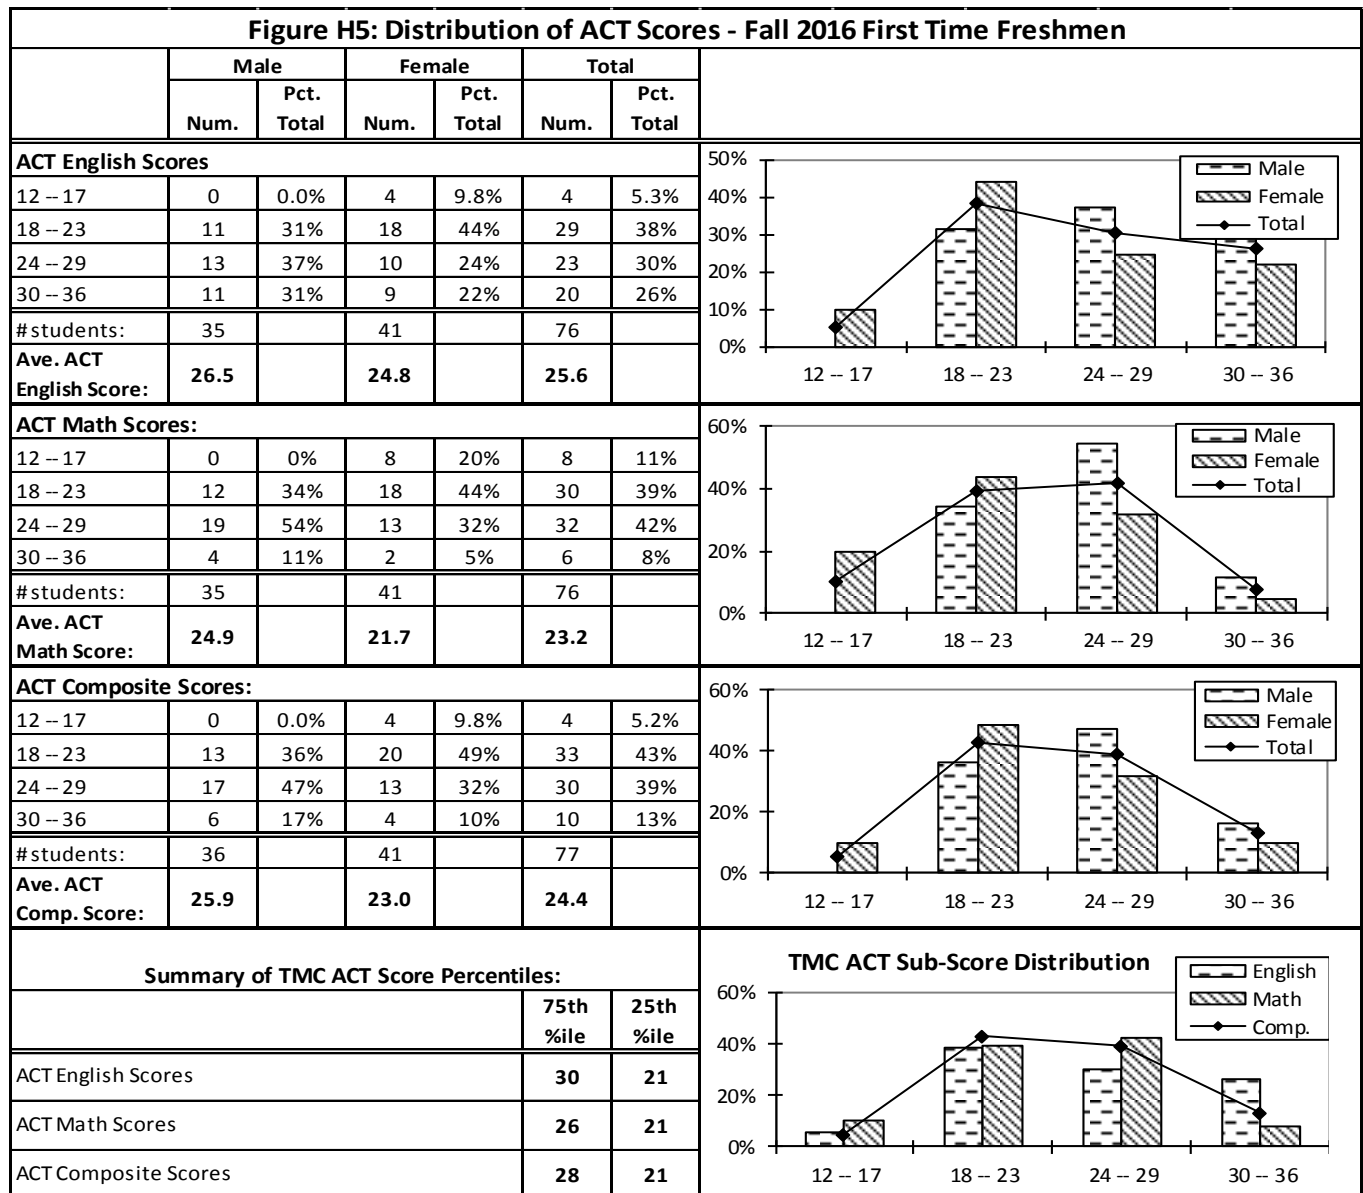 Figure H5: Distribution of ACT Scores - Fall 2016 First Time Freshmen
Male Female Total
Num. Pct. Total Num. Pct. Total Num. Pct. Total
ACT English Scores
12 -- 17 0 0.0% 4 9.8% 4 5.3%
18 -- 23 11 31% 18 44% 29 38%
24 -- 29 13 37% 10 24% 23 30%
30 -- 36 11 31% 9 22% 20 26%
# students: 35 41 76
Ave. ACT English Score: 26.5 24.8 25.6
50%
40%
30%
20%
10%
0%
12 -- 17 18 -- 23 24 -- 29 30 -- 36
Male
Female
Total
ACT Math Scores:
12 -- 17 0 0% 8 20% 8 11%
18 -- 23 12 34% 18 44% 30 39%
24 -- 29 19 54% 13 32% 32 42%
30 -- 36 4 11% 2 5% 6 8%
# students: 35 41 76
Ave. ACT Math Score: 24.9 21.7 23.2
60%
40%
20%
0%
12 -- 17 18 -- 23 24 -- 29 30 -- 36
Male
Female
Total
ACT Composite Scores:
12 -- 17 0 0.0% 4 9.8% 4 5.2%
18 -- 23 13 36% 20 49% 33 43%
24 -- 29 17 47% 13 32% 30 39%
30 -- 36 6 17% 4 10% 10 13%
# students: 36 41 77
Ave. ACT Comp. Score: 25.9 23.0 24.4
60%
40%
20%
0%
12 -- 17 18 -- 23 24 -- 29 30 -- 36
Male
Female
Total
Summary of TMC ACT Score Percentiles:
75th %ile 25th %ile
ACT English Scores 30 21
ACT Math Scores 26 21
ACT Composite Scores 28 21
TMC ACT Sub-Score Distribution
60%
40%
20%
0%
12 -- 17 18 -- 23 24 -- 29 30 -- 36
English
Math
Comp.